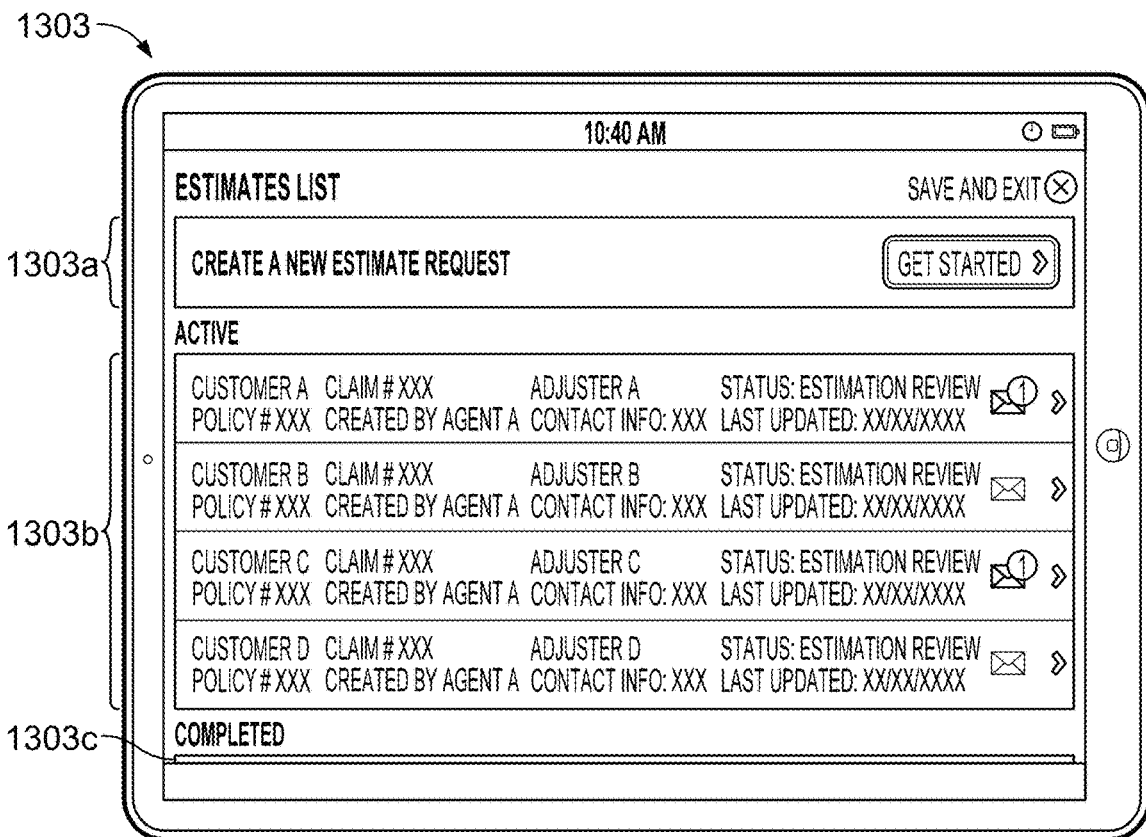 1303
10:40 AM
ESTIMATES LIST
SAVE AND EXIT
1303a
CREATE A NEW ESTIMATE REQUEST
GET STARTED
ACTIVE
1303b
CUSTOMER A CLAIM # XXX ADJUSTER A STATUS: ESTIMATION REVIEW 1
POLICY # XXX CREATED BY AGENT A CONTACT INFO: XXX LAST UPDATED: XX/XX/XXXX
CUSTOMER B CLAIM # XXX ADJUSTER B STATUS: ESTIMATION REVIEW
POLICY # XXX CREATED BY AGENT A CONTACT INFO: XXX LAST UPDATED: XX/XX/XXXX
CUSTOMER C CLAIM # XXX ADJUSTER C STATUS: ESTIMATION REVIEW 1
POLICY # XXX CREATED BY AGENT A CONTACT INFO: XXX LAST UPDATED: XX/XX/XXXX
CUSTOMER D CLAIM # XXX ADJUSTER D STATUS: ESTIMATION REVIEW
POLICY # XXX CREATED BY AGENT A CONTACT INFO: XXX LAST UPDATED: XX/XX/XXXX
1303c
COMPLETED